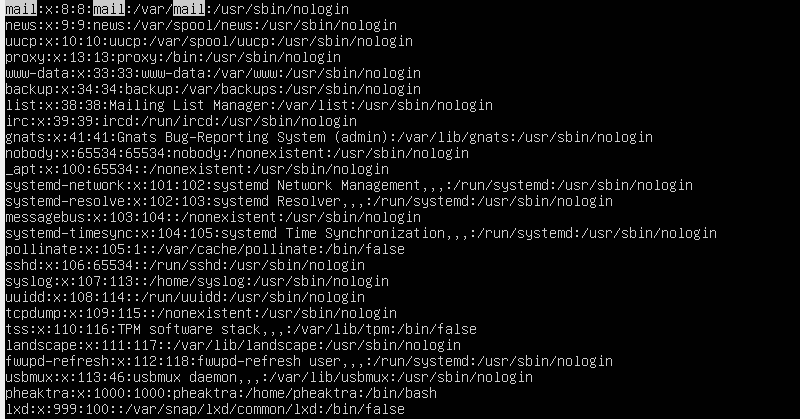 mail:x:8:8:mail:/var/mail:/usr/sbin/nologin
news:x:9:9:news:/var/spool/news:/usr/sbin/nologin
uucp:x:10:10:uucp:/var/spool/uucp:/usr/sbin/nologin
proxy:x:13:13:proxy:/bin:/usr/sbin/nologin
www-data:x:33:33:www-data:/var/www:/usr/sbin/nologin
backup:x:34:34:backup:/var/backups:/usr/sbin/nologin
list:x:38:38:Mailing List Manager:/var/list:/usr/sbin/nologin
irc:x:39:39:ircd:/run/ircd:/usr/sbin/nologin
gnats:x:41:41:Gnats Bug-Reporting System (admin):/var/lib/gnats:/usr/sbin/nologin
nobody:x:65534:65534:nobody:/nonexistent:/usr/sbin/nologin
_apt:x:100:65534::/nonexistent:/usr/sbin/nologin
systemd-network:x:101:102:systemd Network Management,,,:/run/systemd:/usr/sbin/nologin
systemd-resolve:x:102:103:systemd Resolver,,,:/run/systemd:/usr/sbin/nologin
messagebus:x:103:104::/nonexistent:/usr/sbin/nologin
systemd-timesync:x:104:105:systemd Time Synchronization,,,:/run/systemd:/usr/sbin/nologin
pollinate:x:105:1::/var/cache/pollinate:/bin/false
sshd:x:106:65534::/run/sshd:/usr/sbin/nologin
syslog:x:107:113::/home/syslog:/usr/sbin/nologin
uuidd:x:108:114::/run/uuidd:/usr/sbin/nologin
tcpdump:x:109:115::/nonexistent:/usr/sbin/nologin
tss:x:110:116:TPM software stack,,,:/var/lib/tpm:/bin/false
landscape:x:111:117::/var/lib/landscape:/usr/sbin/nologin
fwupd-refresh:x:112:118:fwupd-refresh user,,,:/run/systemd:/usr/sbin/nologin
usbmux:x:113:46:usbmux daemon,,,:/var/lib/usbmux:/usr/sbin/nologin
pheaktra:x:1000:1000:pheaktra:/home/pheaktra:/bin/bash
lxd:x:999:100::/var/snap/lxd/common/lxd:/bin/false